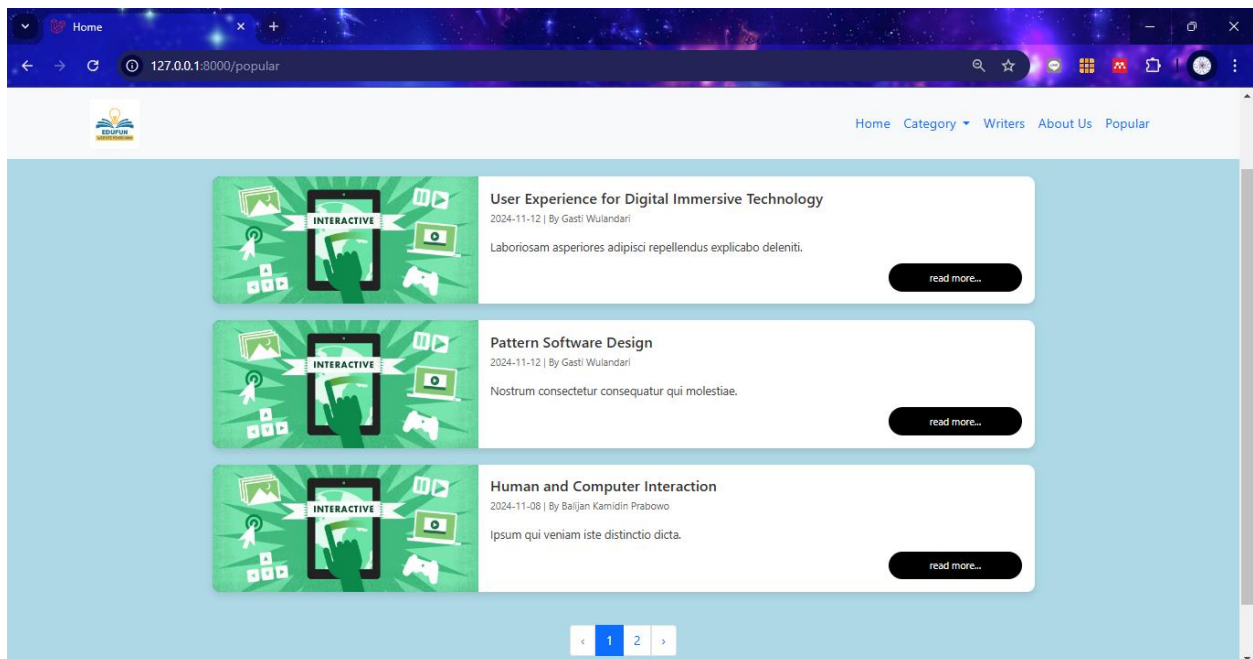 Home
127.0.0.1:8000/popular
EDUFUN
Home Category Writers About Us Popular
INTERACTIVE
User Experience for Digital Immersive Technology
2024-11-12 | By Gasti Wulandari
Laboriosam asperiores adipisci repellendus explicabo deleniti.
read more...
INTERACTIVE
Pattern Software Design
2024-11-12 | By Gasti Wulandari
Nostrum consectetur consequatur qui molestiae.
read more...
INTERACTIVE
Human and Computer Interaction
2024-11-08 | By Balijan Kamidin Prabowo
Ipsum qui veniam iste distinctio dicta.
read more...
‹ 1 2 ›